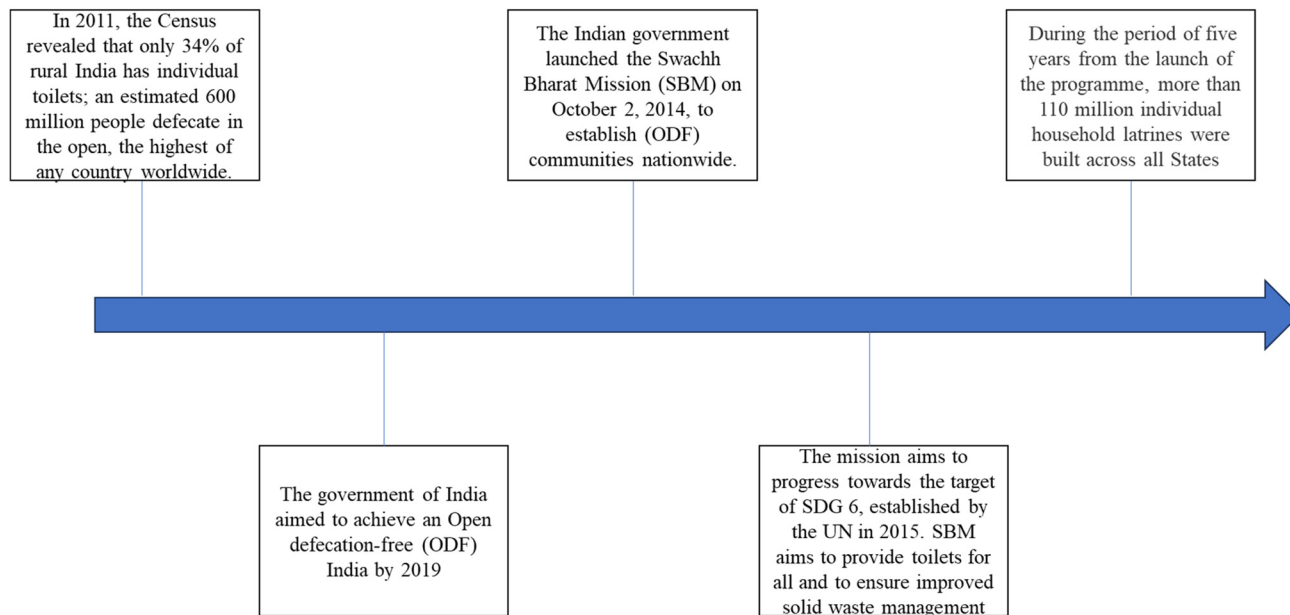 In 2011, the Census
revealed that only 34% of
rural India has individual
toilets; an estimated 600
million people defecate in
the open, the highest of
any country worldwide.
The government of India
aimed to achieve an Open
defecation-free (ODF)
India by 2019
The Indian government
launched the Swachh
Bharat Mission (SBM) on
October 2, 2014, to
establish (ODF)
communities nationwide.
The mission aims to
progress towards the target
of SDG 6, established by
the UN in 2015. SBM
aims to provide toilets for
all and to ensure improved
solid waste management
During the period of five
years from the launch of
the programme, more than
110 million individual
household latrines were
built across all States